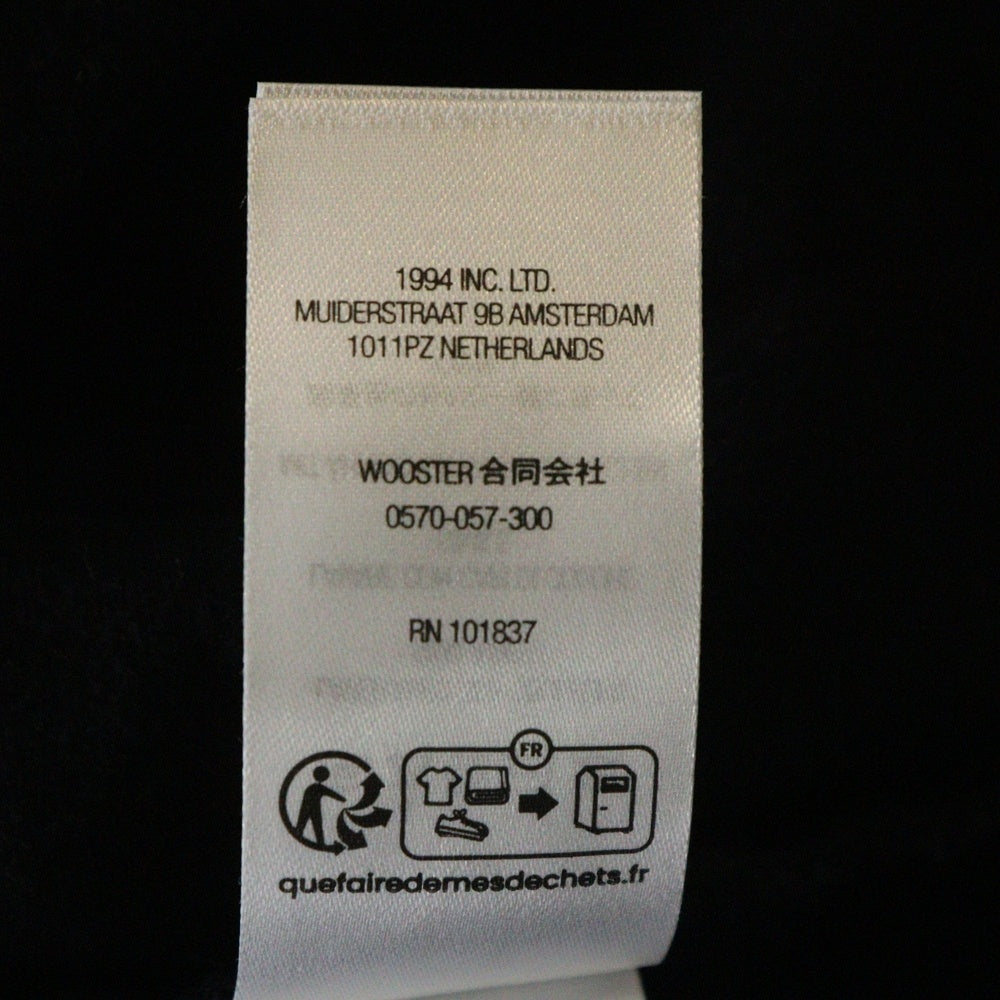 1994 INC. LTD.
MUIDERSTRAAT 9B AMSTERDAM
1011PZ NETHERLANDS
WOOSTER 合同会社
0570-057-300
RN 101837
FR
quefairedemesdechets.fr